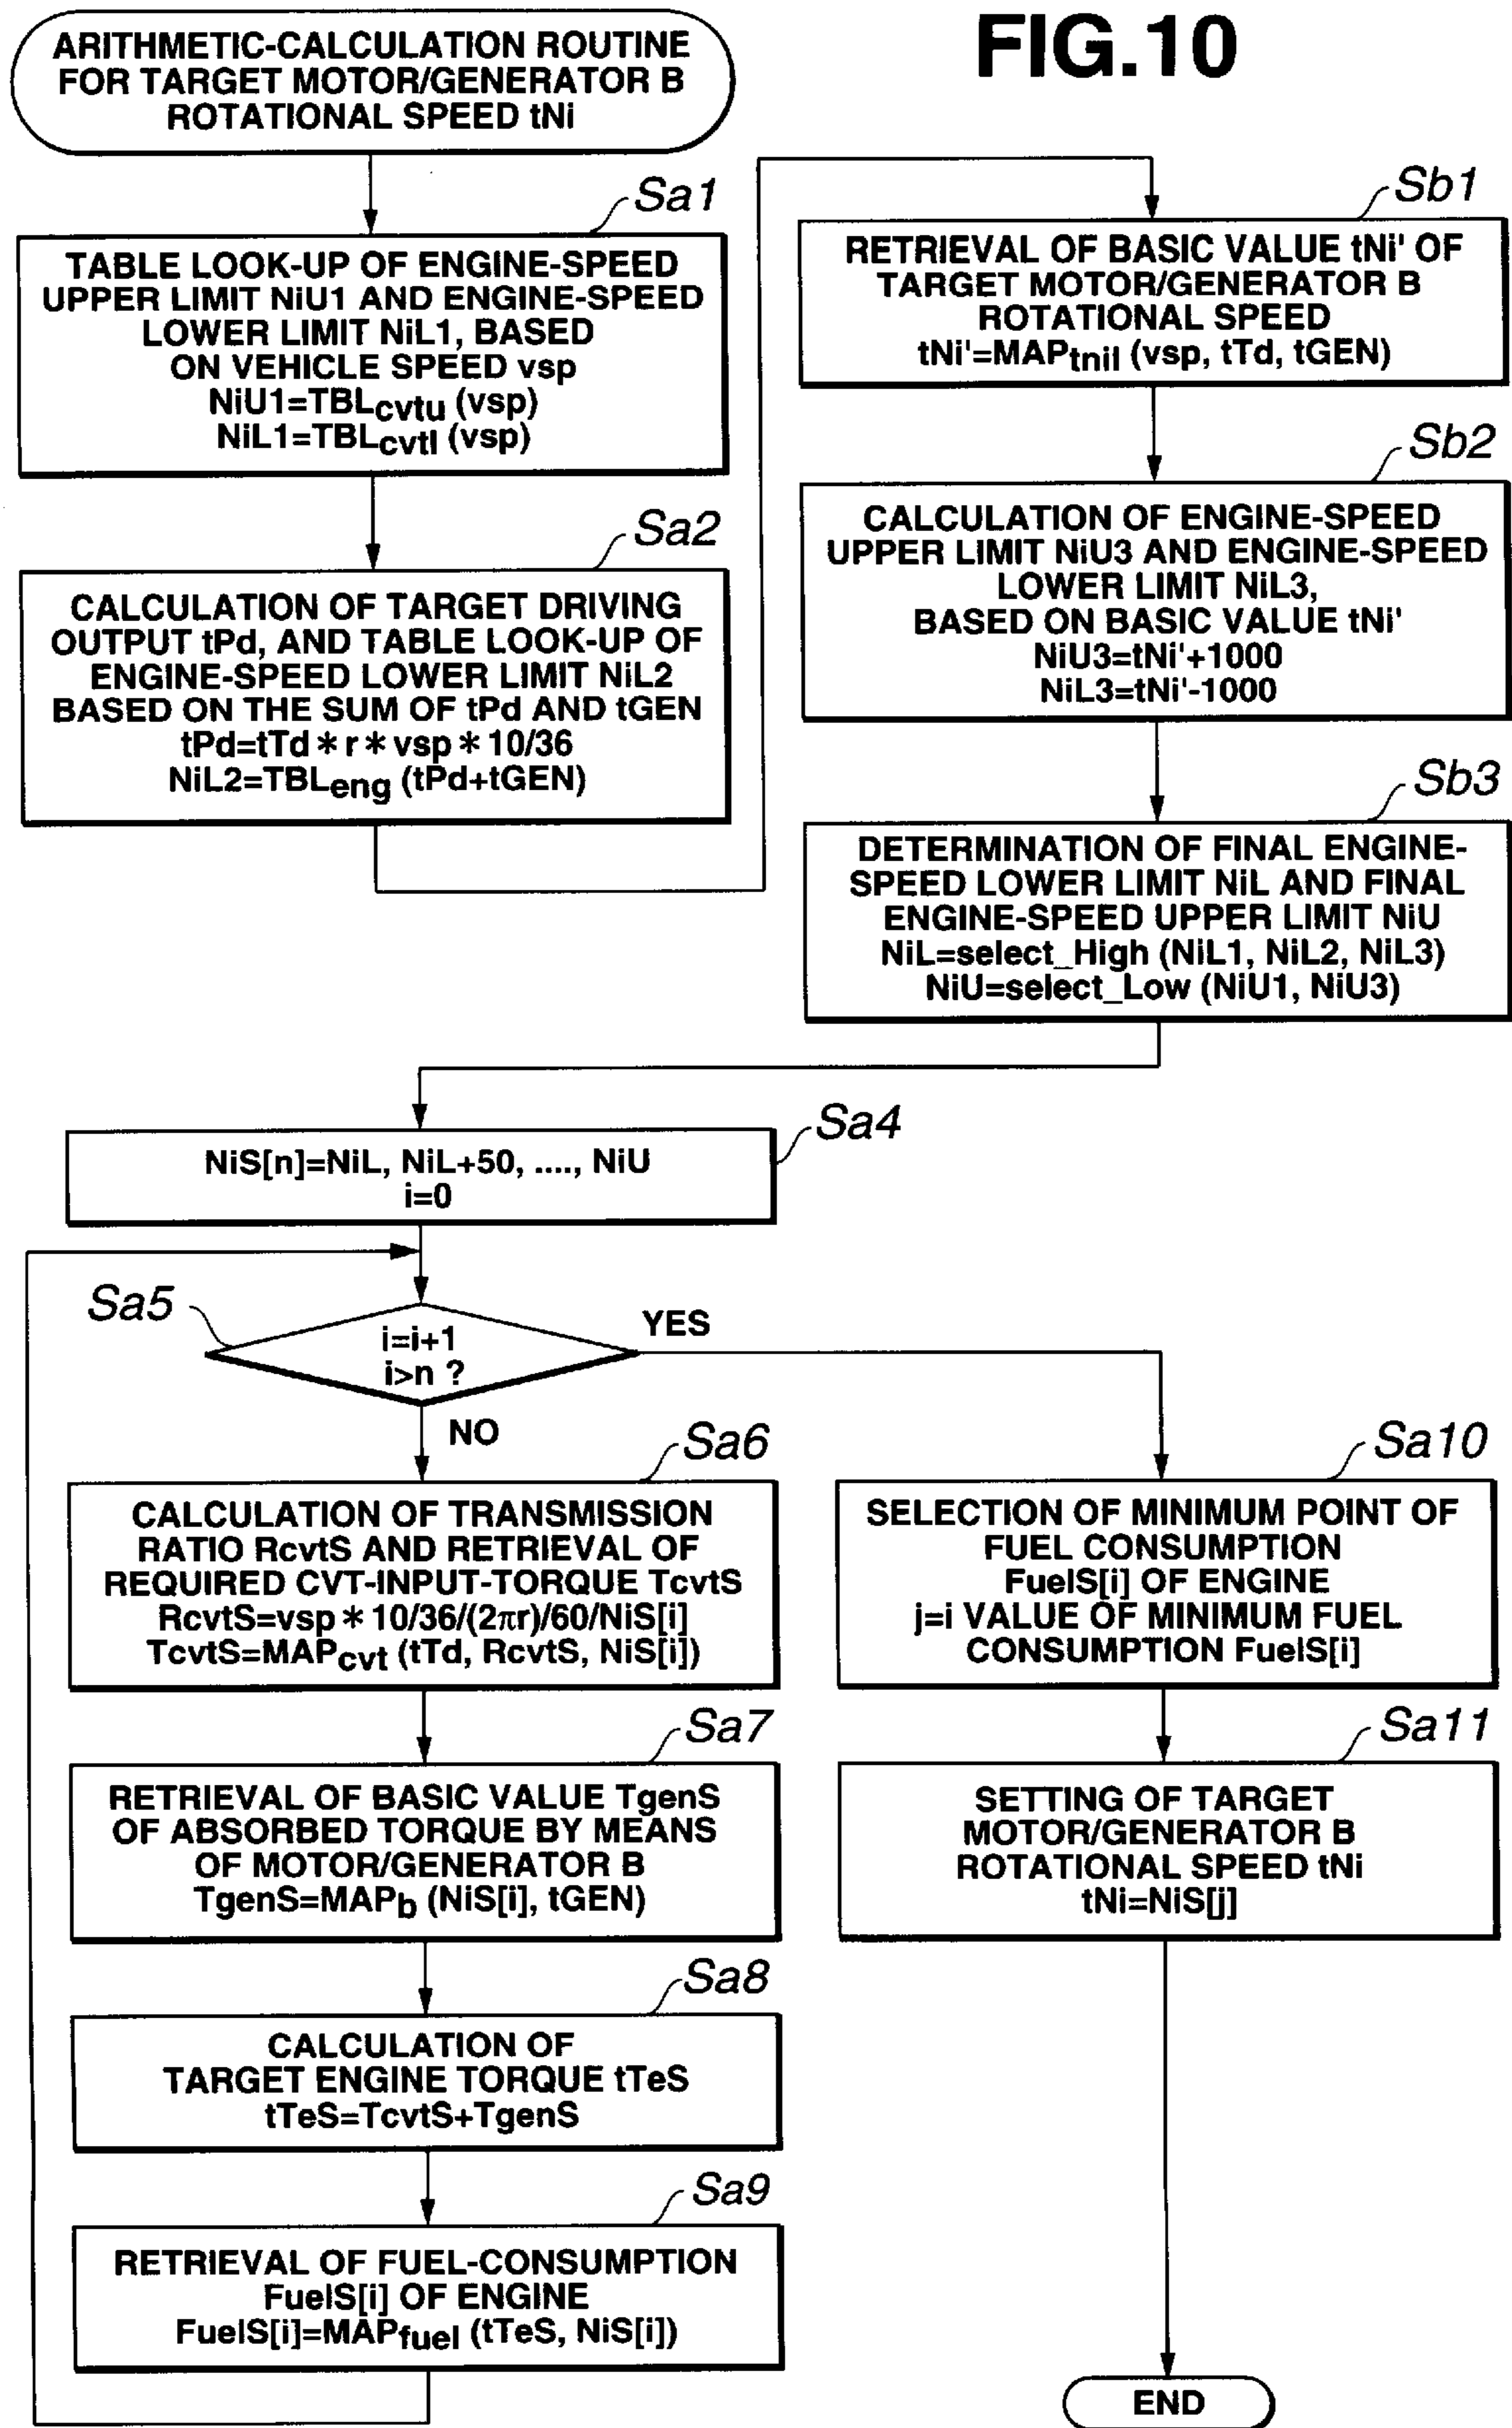 FIG.10
ARITHMETIC-CALCULATION ROUTINE
FOR TARGET MOTOR/GENERATOR B
ROTATIONAL SPEED tNi
Sa1
TABLE LOOK-UP OF ENGINE-SPEED
UPPER LIMIT NiU1 AND ENGINE-SPEED
LOWER LIMIT NiL1, BASED
ON VEHICLE SPEED vsp
NiU1=TBLcvtu (vsp)
NiL1=TBLcvtl (vsp)
Sa2
CALCULATION OF TARGET DRIVING
OUTPUT tPd, AND TABLE LOOK-UP OF
ENGINE-SPEED LOWER LIMIT NiL2
BASED ON THE SUM OF tPd AND tGEN
tPd=tTd * r * vsp * 10/36
NiL2=TBLeng (tPd+tGEN)
Sb1
RETRIEVAL OF BASIC VALUE tNi' OF
TARGET MOTOR/GENERATOR B
ROTATIONAL SPEED
tNi'=MAPtnil (vsp, tTd, tGEN)
Sb2
CALCULATION OF ENGINE-SPEED
UPPER LIMIT NiU3 AND ENGINE-SPEED
LOWER LIMIT NiL3,
BASED ON BASIC VALUE tNi'
NiU3=tNi'+1000
NiL3=tNi'-1000
Sb3
DETERMINATION OF FINAL ENGINE-
SPEED LOWER LIMIT NiL AND FINAL
ENGINE-SPEED UPPER LIMIT NiU
NiL=select_High (NiL1, NiL2, NiL3)
NiU=select_Low (NiU1, NiU3)
Sa4
NiS[n]=NiL, NiL+50, ...., NiU
i=0
Sa5
i=i+1
i>n ?
YES
NO
Sa6
CALCULATION OF TRANSMISSION
RATIO RcvtS AND RETRIEVAL OF
REQUIRED CVT-INPUT-TORQUE TcvtS
RcvtS=vsp * 10/36/(2πr)/60/NiS[i]
TcvtS=MAPcvt (tTd, RcvtS, NiS[i])
Sa7
RETRIEVAL OF BASIC VALUE TgenS
OF ABSORBED TORQUE BY MEANS
OF MOTOR/GENERATOR B
TgenS=MAPb (NiS[i], tGEN)
Sa8
CALCULATION OF
TARGET ENGINE TORQUE tTeS
tTeS=TcvtS+TgenS
Sa9
RETRIEVAL OF FUEL-CONSUMPTION
FuelS[i] OF ENGINE
FuelS[i]=MAPfuel (tTeS, NiS[i])
Sa10
SELECTION OF MINIMUM POINT OF
FUEL CONSUMPTION
FuelS[i] OF ENGINE
j=i VALUE OF MINIMUM FUEL
CONSUMPTION FuelS[i]
Sa11
SETTING OF TARGET
MOTOR/GENERATOR B
ROTATIONAL SPEED tNi
tNi=NiS[j]
END